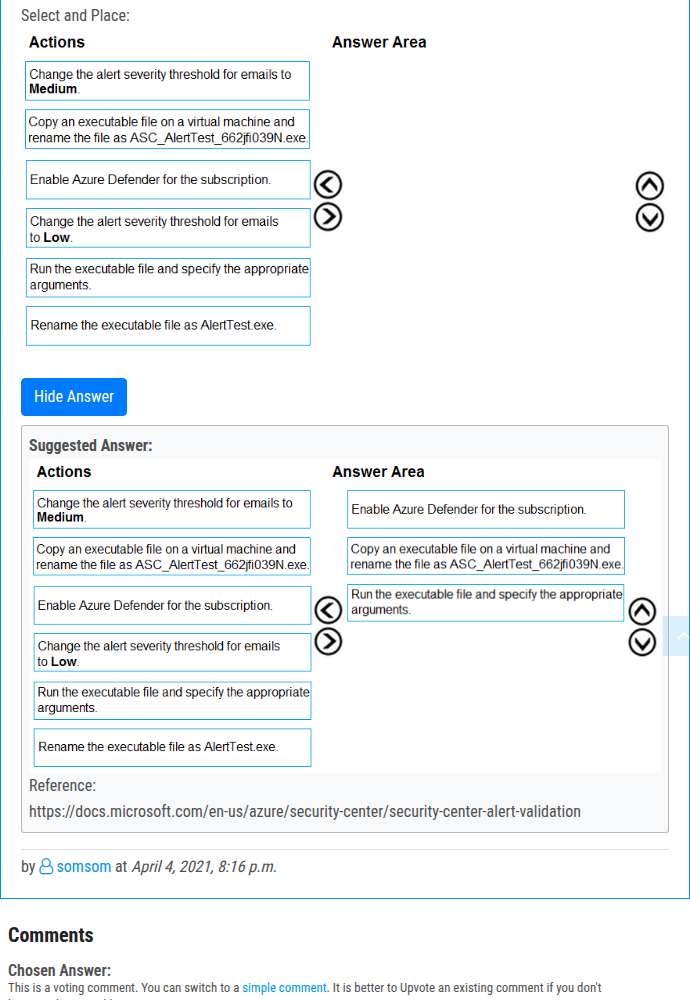 Select and Place:
Actions
Answer Area
Change the alert severity threshold for emails to
Medium.
Copy an executable file on a virtual machine and
rename the file as ASC_AlertTest_662jfi039N.exe.
Enable Azure Defender for the subscription.
Change the alert severity threshold for emails
to Low.
Run the executable file and specify the appropriate
arguments.
Rename the executable file as AlertTest.exe.
Hide Answer
Suggested Answer:
Actions
Answer Area
Change the alert severity threshold for emails to
Medium.
Copy an executable file on a virtual machine and
rename the file as ASC_AlertTest_662jfi039N.exe.
Enable Azure Defender for the subscription.
Change the alert severity threshold for emails
to Low.
Run the executable file and specify the appropriate
arguments.
Rename the executable file as AlertTest.exe.
Enable Azure Defender for the subscription.
Copy an executable file on a virtual machine and
rename the file as ASC_AlertTest_662jfi039N.exe.
Run the executable file and specify the appropriate
arguments.
Reference:
https://docs.microsoft.com/en-us/azure/security-center/security-center-alert-validation
by somsom at April 4, 2021, 8:16 p.m.
Comments
Chosen Answer:
This is a voting comment. You can switch to a simple comment. It is better to Upvote an existing comment if you don't